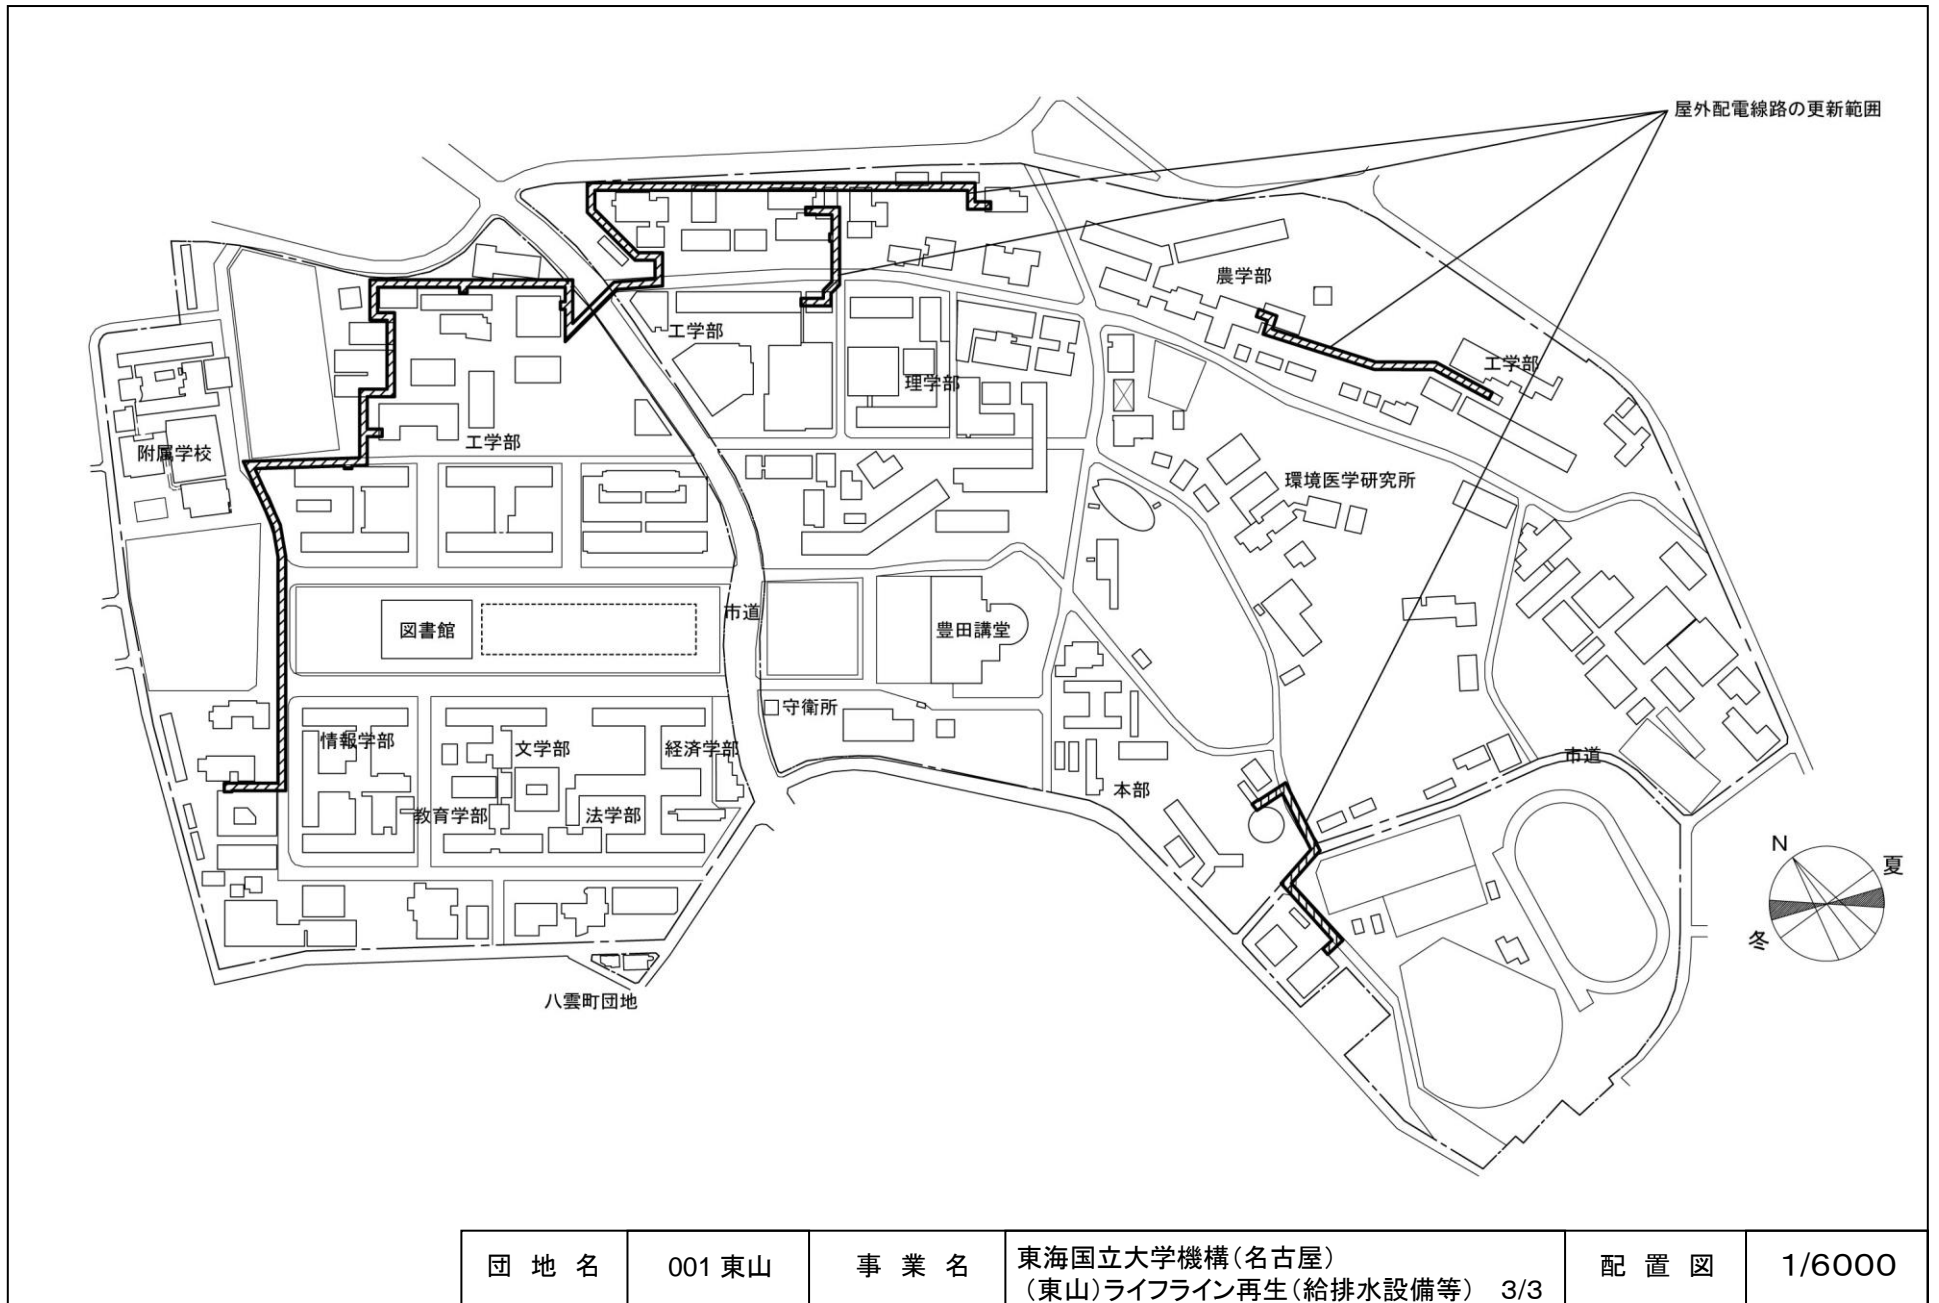 屋外配電線路の更新範囲
農学部
工学部
工学部
理学部
工学部
附属学校
環境医学研究所
市道
図書館
豊田講堂
守衛所
情報学部
文学部
経済学部
市道
本部
教育学部
法学部
N
夏
冬
八雲町団地
団地名
001 東山
事業名
東海国立大学機構(名古屋)
(東山)ライフライン再生(給排水設備等) 3/3
配置図
1/6000